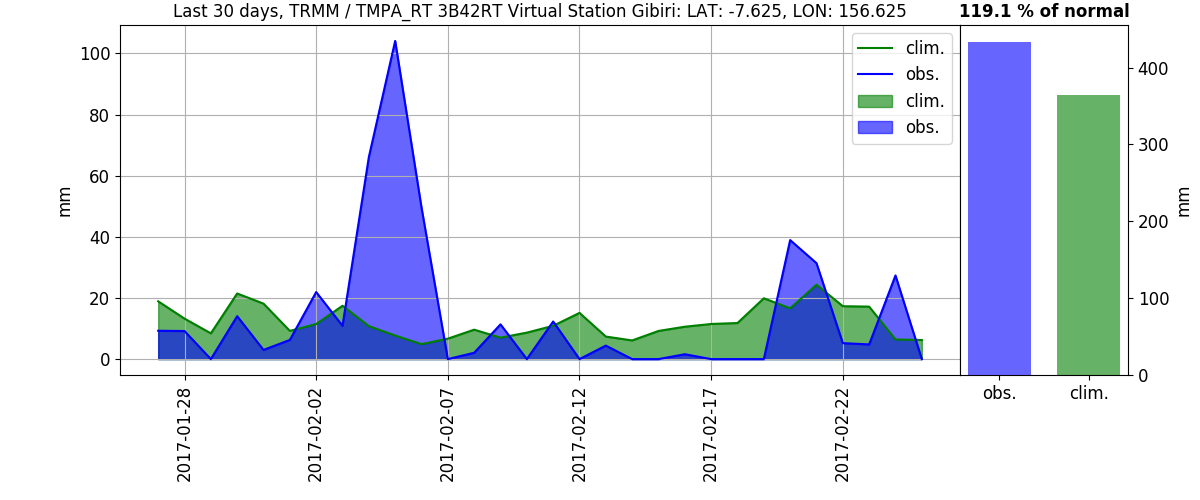 Last 30 days, TRMM / TMPA_RT 3B42RT Virtual Station Gibiri: LAT: -7.625, LON: 156.625
119.1 % of normal
clim.
obs.
clim.
obs.
100
80
60
40
20
0
mm
2017-01-28
2017-02-02
2017-02-07
2017-02-12
2017-02-17
2017-02-22
400
300
200
100
0
mm
obs.
clim.